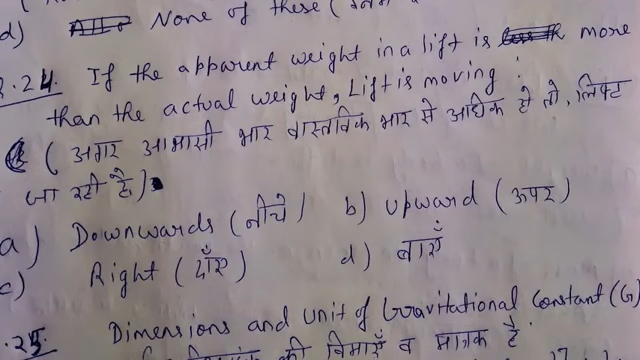 d) None of these (
Q.24. If the apparent weight in a lift is more
than the actual weight, Lift is moving :
( अगर आभासी भार वास्तविक भार से अधिक है तो, लिफ्ट
जा रही है )
a) Downwards (नीचे) b) upward (ऊपर)
c) Right (दाँए) d) बाएँ
.25. Dimensions and unit of Gravitational Constant (G)
की विमाएँ व मात्रक है